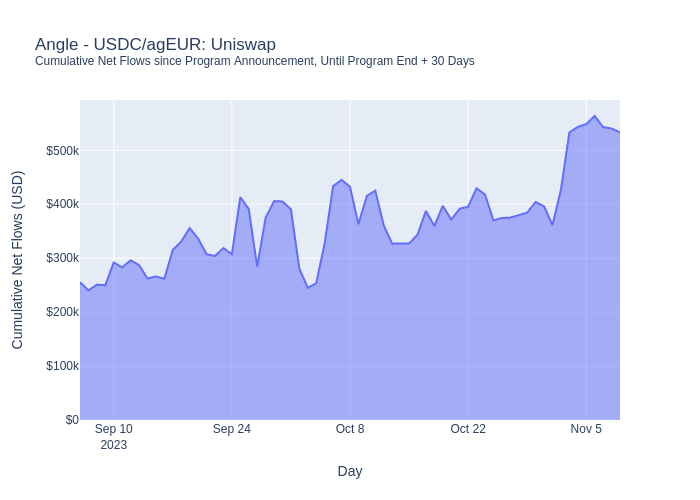 Angle - USDC/agEUR: Uniswap
Cumulative Net Flows since Program Announcement, Until Program End + 30 Days
Cumulative Net Flows (USD)
$500k
$400k
$300k
$200k
$100k
$0
Sep 10 Sep 24 Oct 8 Oct 22 Nov 5
2023
Day